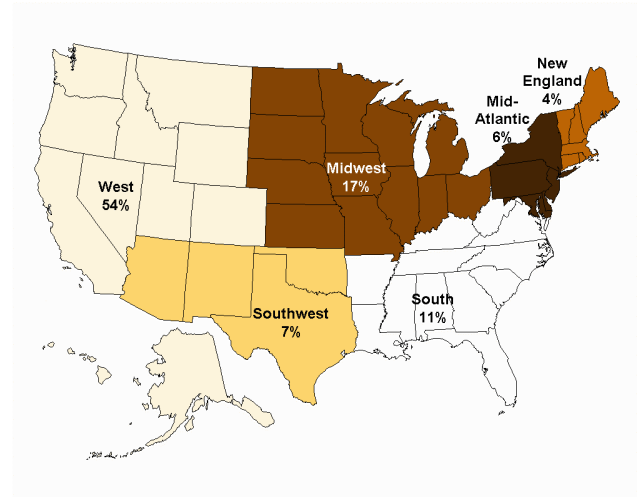 New
England
4%
Mid-
Atlantic
6%
Midwest
17%
West
54%
South
11%
Southwest
7%